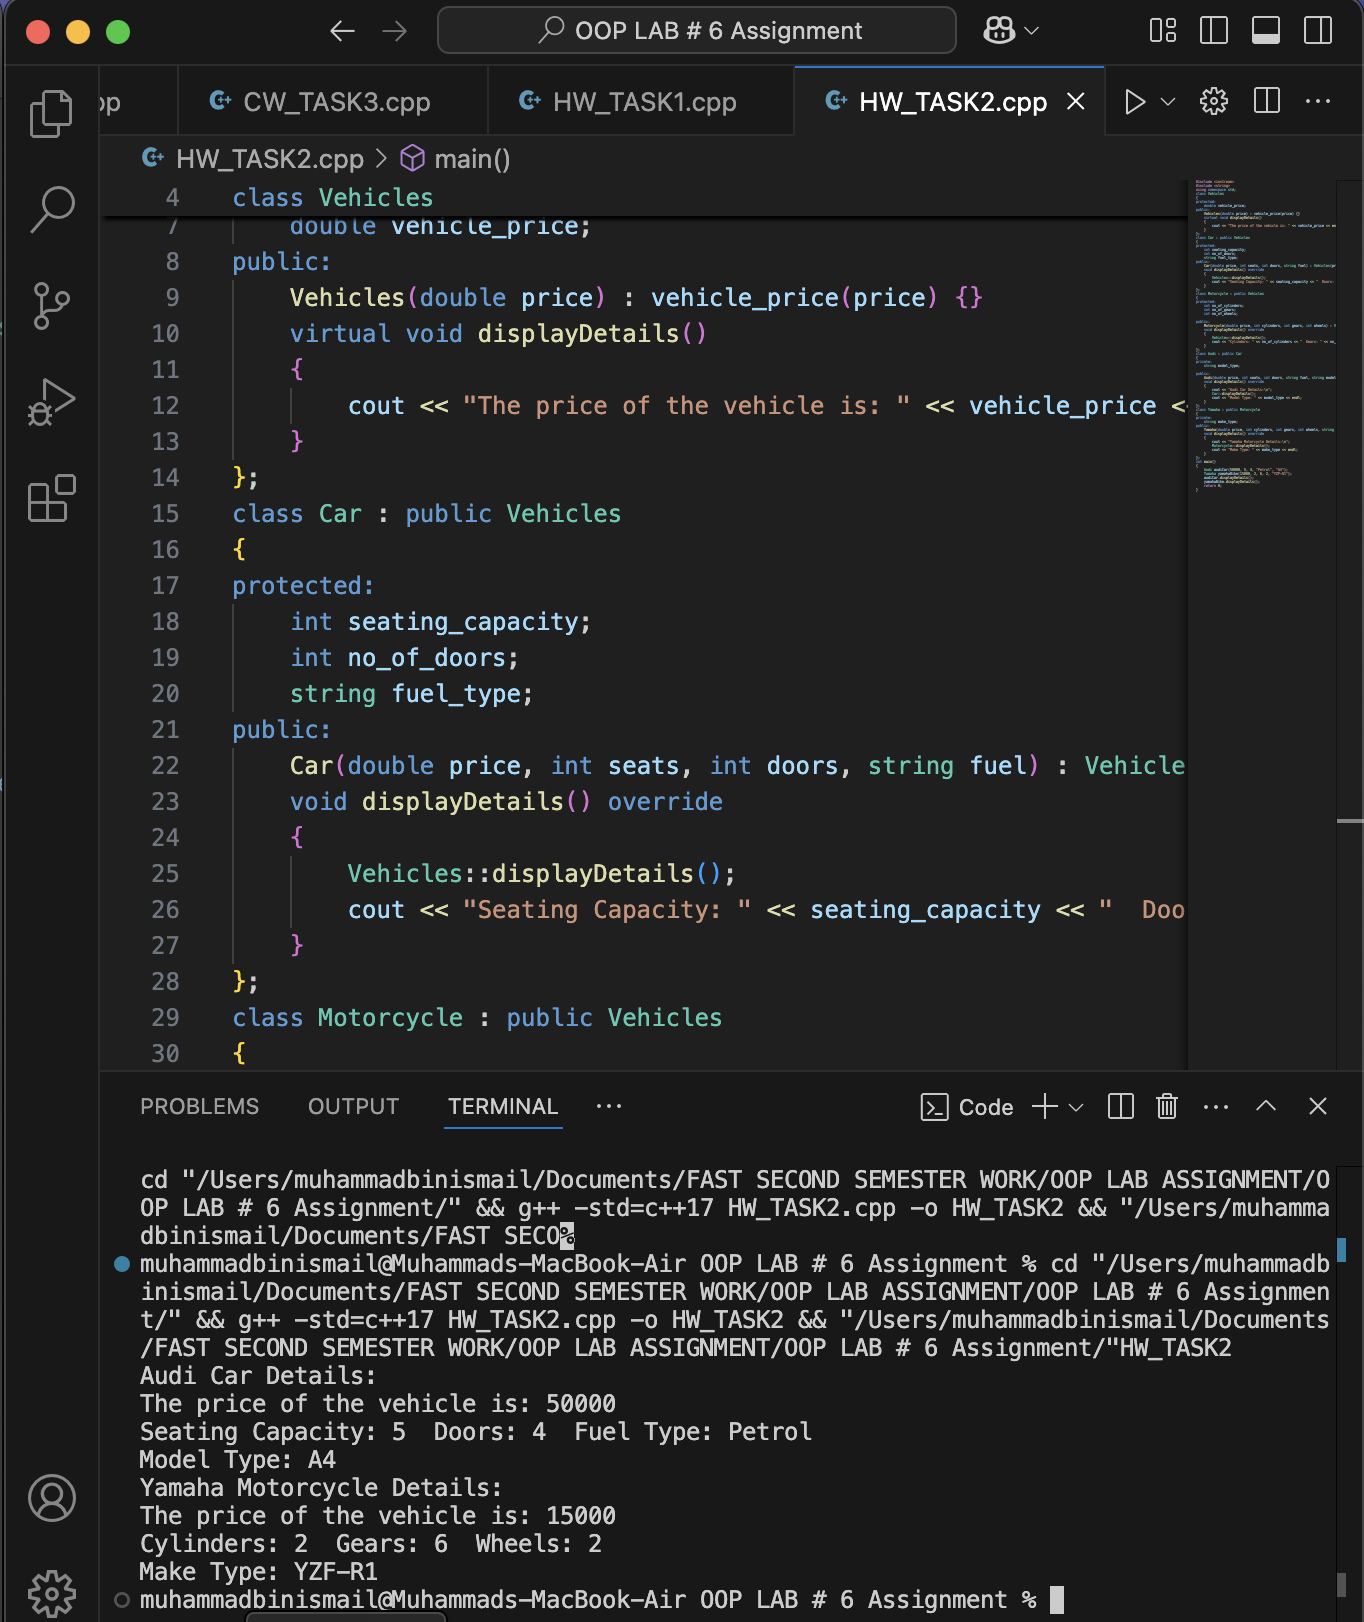 OOP LAB # 6 Assignment
pp
CW_TASK3.cpp
HW_TASK1.cpp
HW_TASK2.cpp
HW_TASK2.cpp > main()
4 class Vehicles
7 double vehicle_price;
8 public:
9 Vehicles(double price) : vehicle_price(price) {}
10 virtual void displayDetails()
11 {
12 cout << "The price of the vehicle is: " << vehicle_price <<
13 }
14 };
15 class Car : public Vehicles
16 {
17 protected:
18 int seating_capacity;
19 int no_of_doors;
20 string fuel_type;
21 public:
22 Car(double price, int seats, int doors, string fuel) : Vehicle
23 void displayDetails() override
24 {
25 Vehicles::displayDetails();
26 cout << "Seating Capacity: " << seating_capacity << "  Doo
27 }
28 };
29 class Motorcycle : public Vehicles
30 {
PROBLEMS
OUTPUT
TERMINAL
Code
cd "/Users/muhammadbinismail/Documents/FAST SECOND SEMESTER WORK/OOP LAB ASSIGNMENT/O
OP LAB # 6 Assignment/" && g++ -std=c++17 HW_TASK2.cpp -o HW_TASK2 && "/Users/muhamma
dbinismail/Documents/FAST SECO%
muhammadbinismail@Muhammads-MacBook-Air OOP LAB # 6 Assignment % cd "/Users/muhammadb
inismail/Documents/FAST SECOND SEMESTER WORK/OOP LAB ASSIGNMENT/OOP LAB # 6 Assignmen
t/" && g++ -std=c++17 HW_TASK2.cpp -o HW_TASK2 && "/Users/muhammadbinismail/Documents
/FAST SECOND SEMESTER WORK/OOP LAB ASSIGNMENT/OOP LAB # 6 Assignment/"HW_TASK2
Audi Car Details:
The price of the vehicle is: 50000
Seating Capacity: 5  Doors: 4  Fuel Type: Petrol
Model Type: A4
Yamaha Motorcycle Details:
The price of the vehicle is: 15000
Cylinders: 2  Gears: 6  Wheels: 2
Make Type: YZF-R1
muhammadbinismail@Muhammads-MacBook-Air OOP LAB # 6 Assignment %